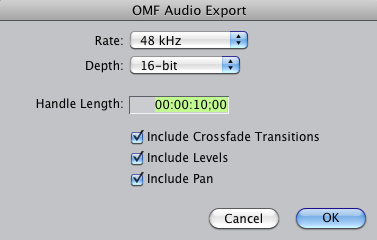 OMF Audio Export
Rate: 48 kHz
Depth: 16-bit
Handle Length: 00:00:10;00
Include Crossfade Transitions
Include Levels
Include Pan
Cancel OK